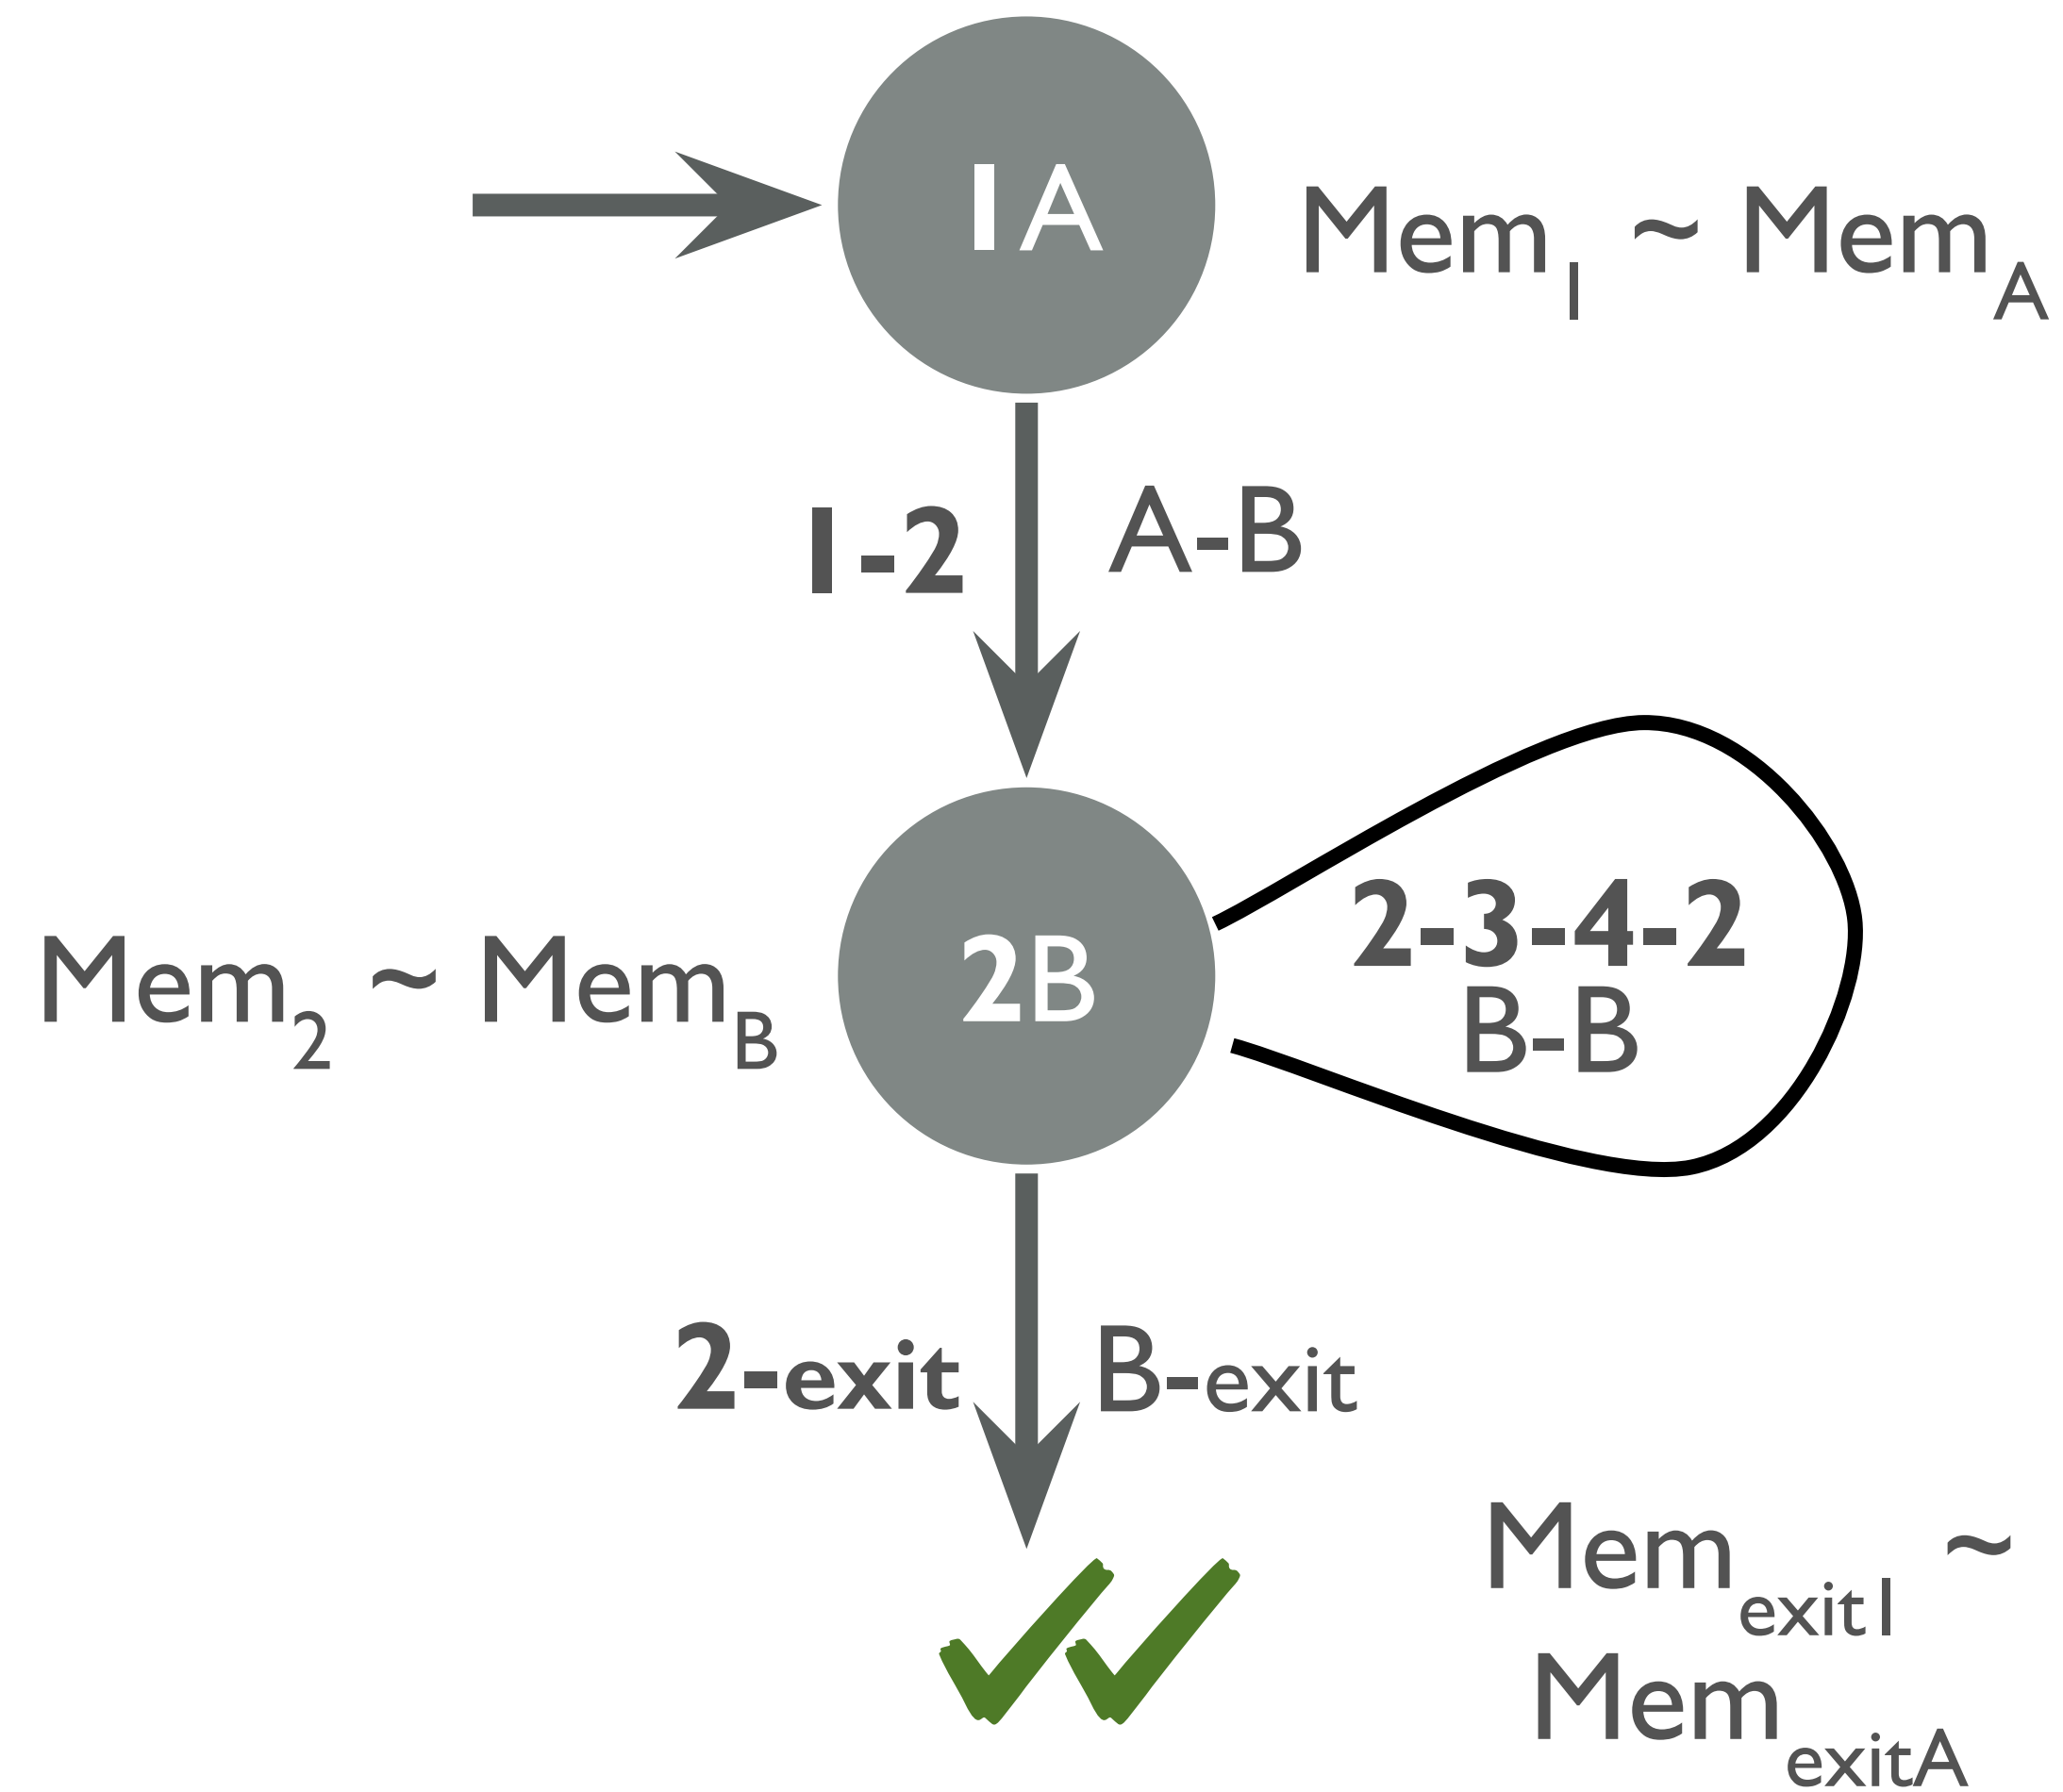 1A
Mem1 ~ MemA
1-2
A-B
2-3-4-2
B-B
2B
Mem2 ~ MemB
2-exit
B-exit
Memexit1 ~
MemexitA